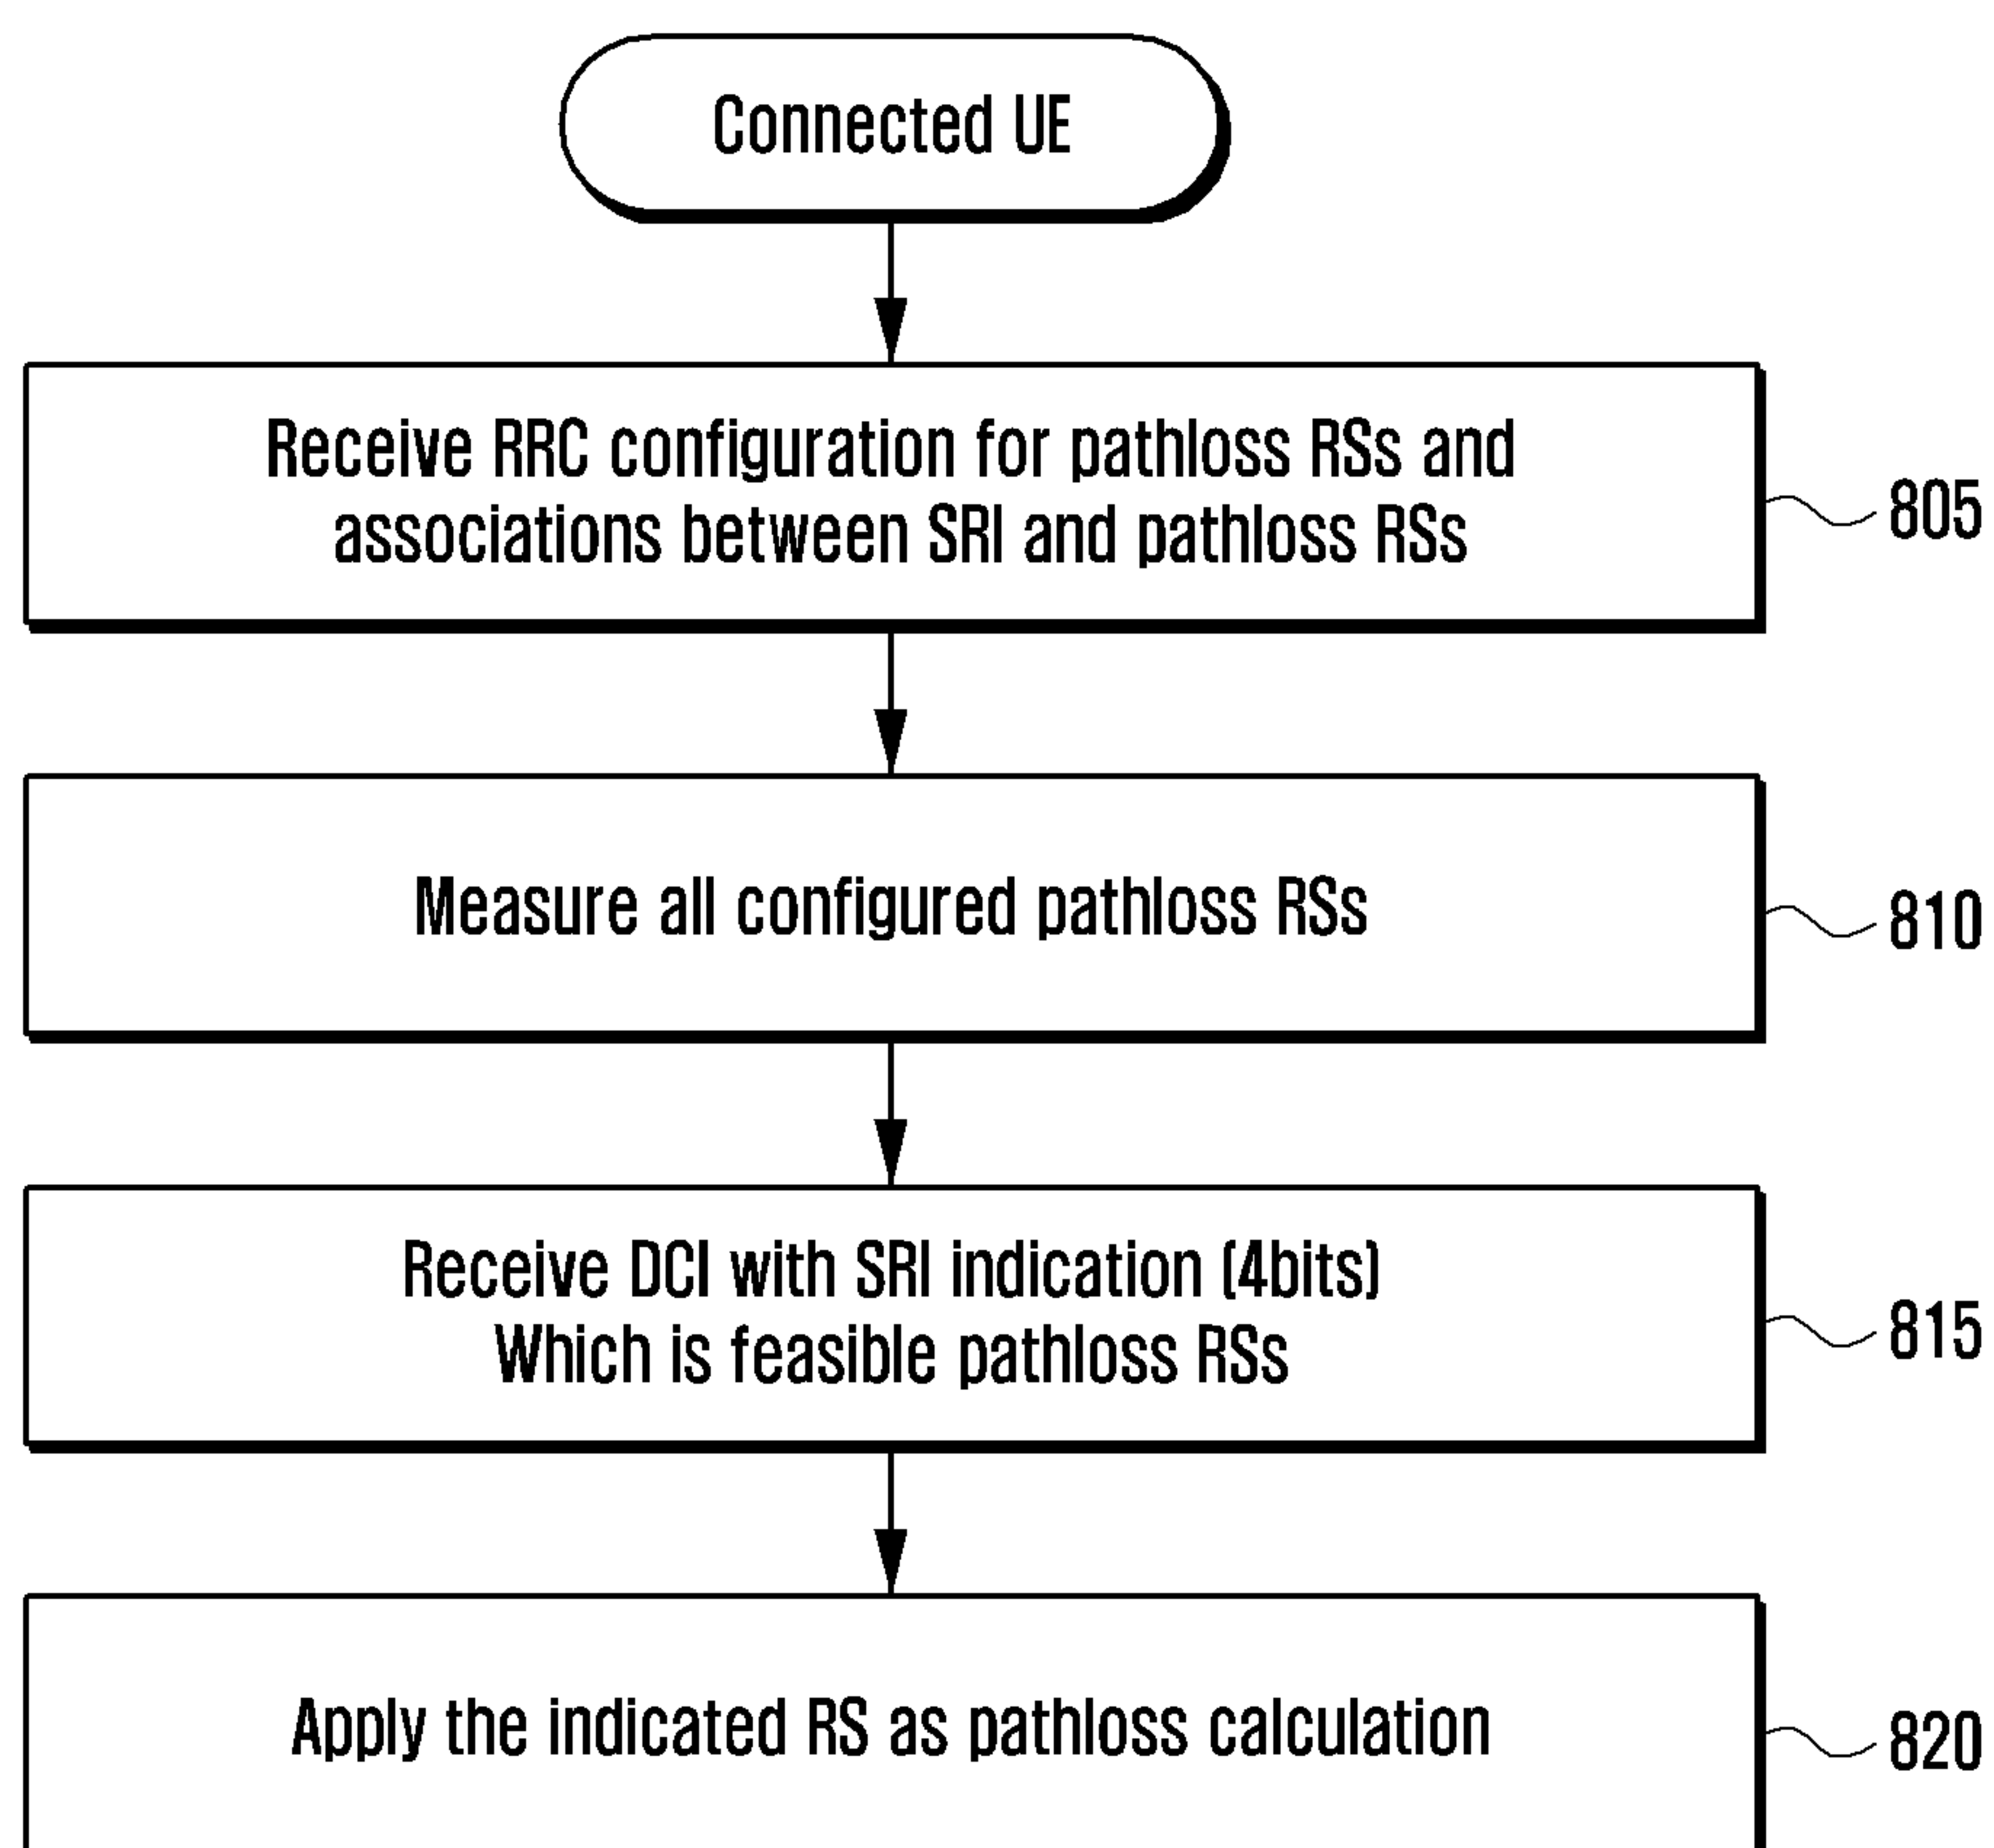 Connected UE
Receive RRC configuration for pathloss RSs and
associations between SRI and pathloss RSs
805
Measure all configured pathloss RSs
810
Receive DCI with SRI indication (4bits)
Which is feasible pathloss RSs
815
Apply the indicated RS as pathloss calculation
820